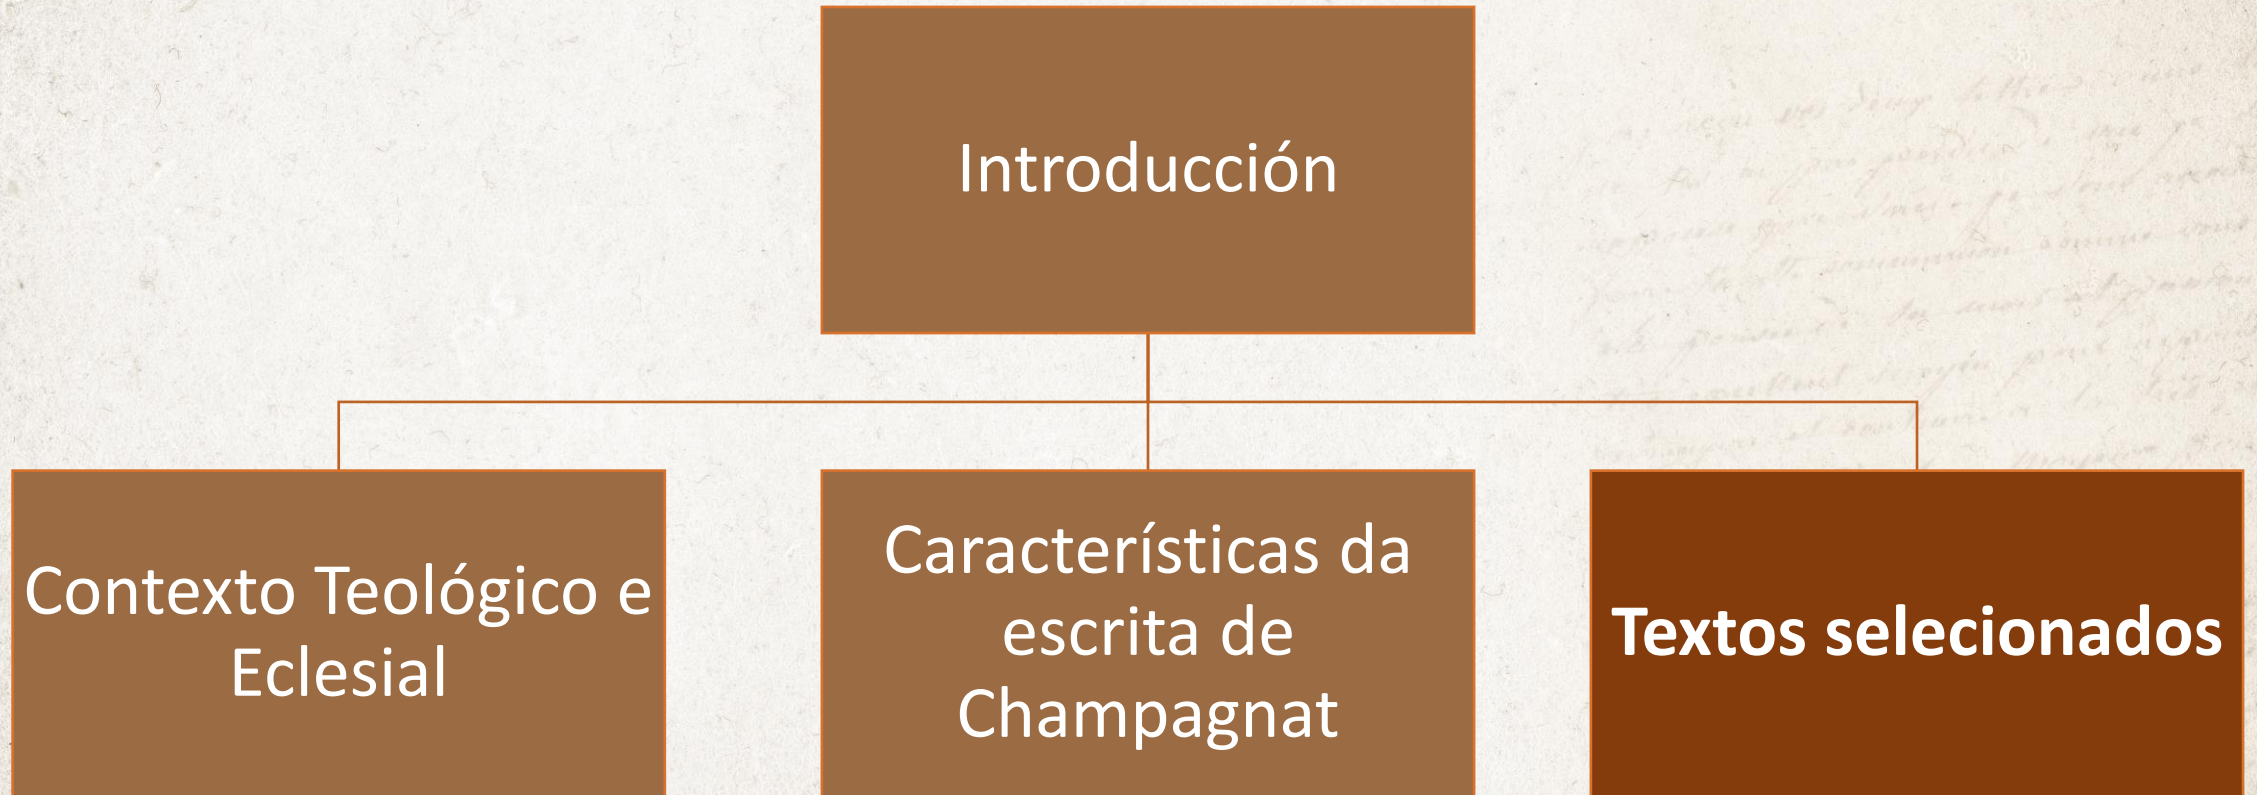 Introducción
Contexto Teológico e
Eclesial
Características da
escrita de
Champagnat
Textos selecionados